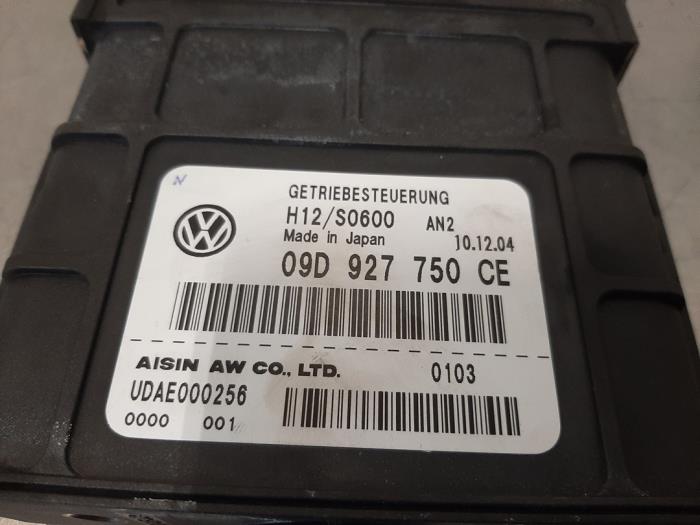 GETRIEBESTEUERUNG
H12/S0600 AN2
Made in Japan 10.12.04
09D 927 750 CE
AISIN AW CO., LTD. 0103
UDAE000256
0000 001